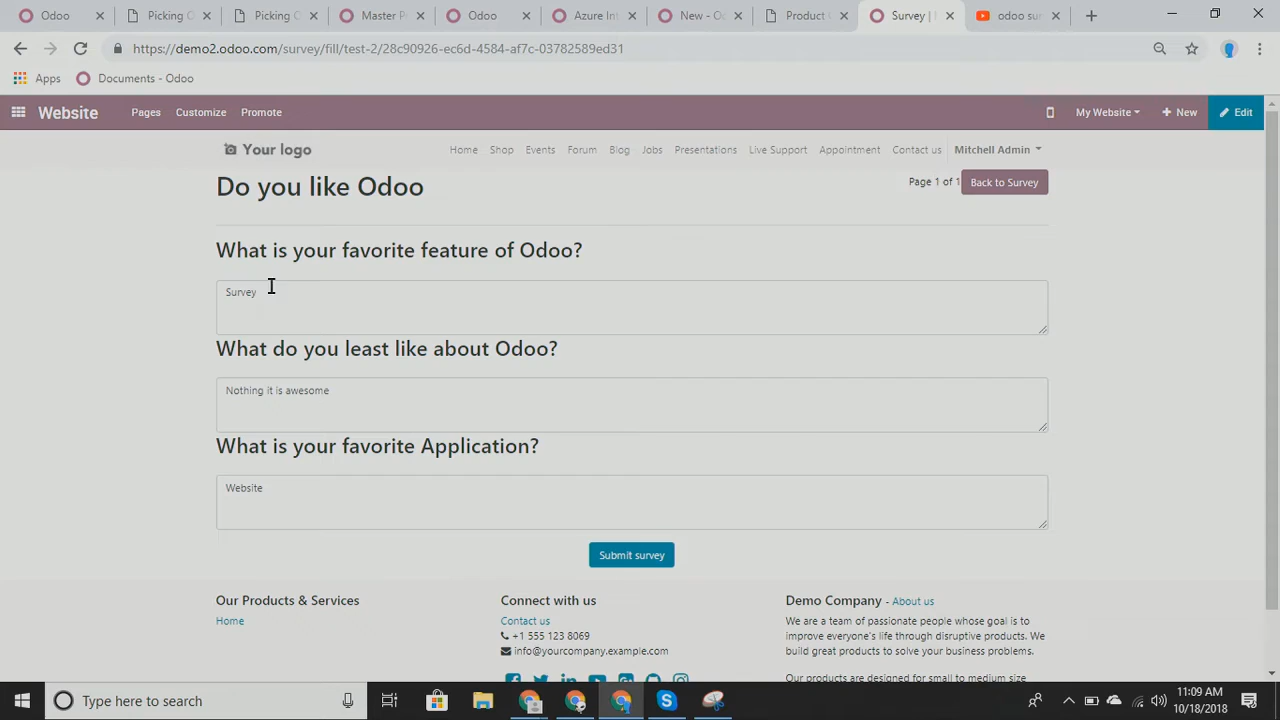 Odoo
Picking C
Picking C
Master P
Odoo
Azure In
New - Oc
Product
Survey |
odoo sur
https://demo2.odoo.com/survey/fill/test-2/28c90926-ec6d-4584-af7c-03782589ed31
Apps
Documents - Odoo
Website
Pages
Customize
Promote
My Website
New
Edit
Your logo
Home
Shop
Events
Forum
Blog
Jobs
Presentations
Live Support
Appointment
Contact us
Mitchell Admin
Do you like Odoo
Page 1 of 1
Back to Survey
What is your favorite feature of Odoo?
Survey
What do you least like about Odoo?
Nothing it is awesome
What is your favorite Application?
Website
Submit survey
Our Products & Services
Home
Connect with us
Contact us
+1 555 123 8069
info@yourcompany.example.com
Demo Company - About us
We are a team of passionate people whose goal is to
improve everyone's life through disruptive products. We
build great products to solve your business problems.
Our products are designed for small to medium size
Type here to search
11:09 AM
10/18/2018